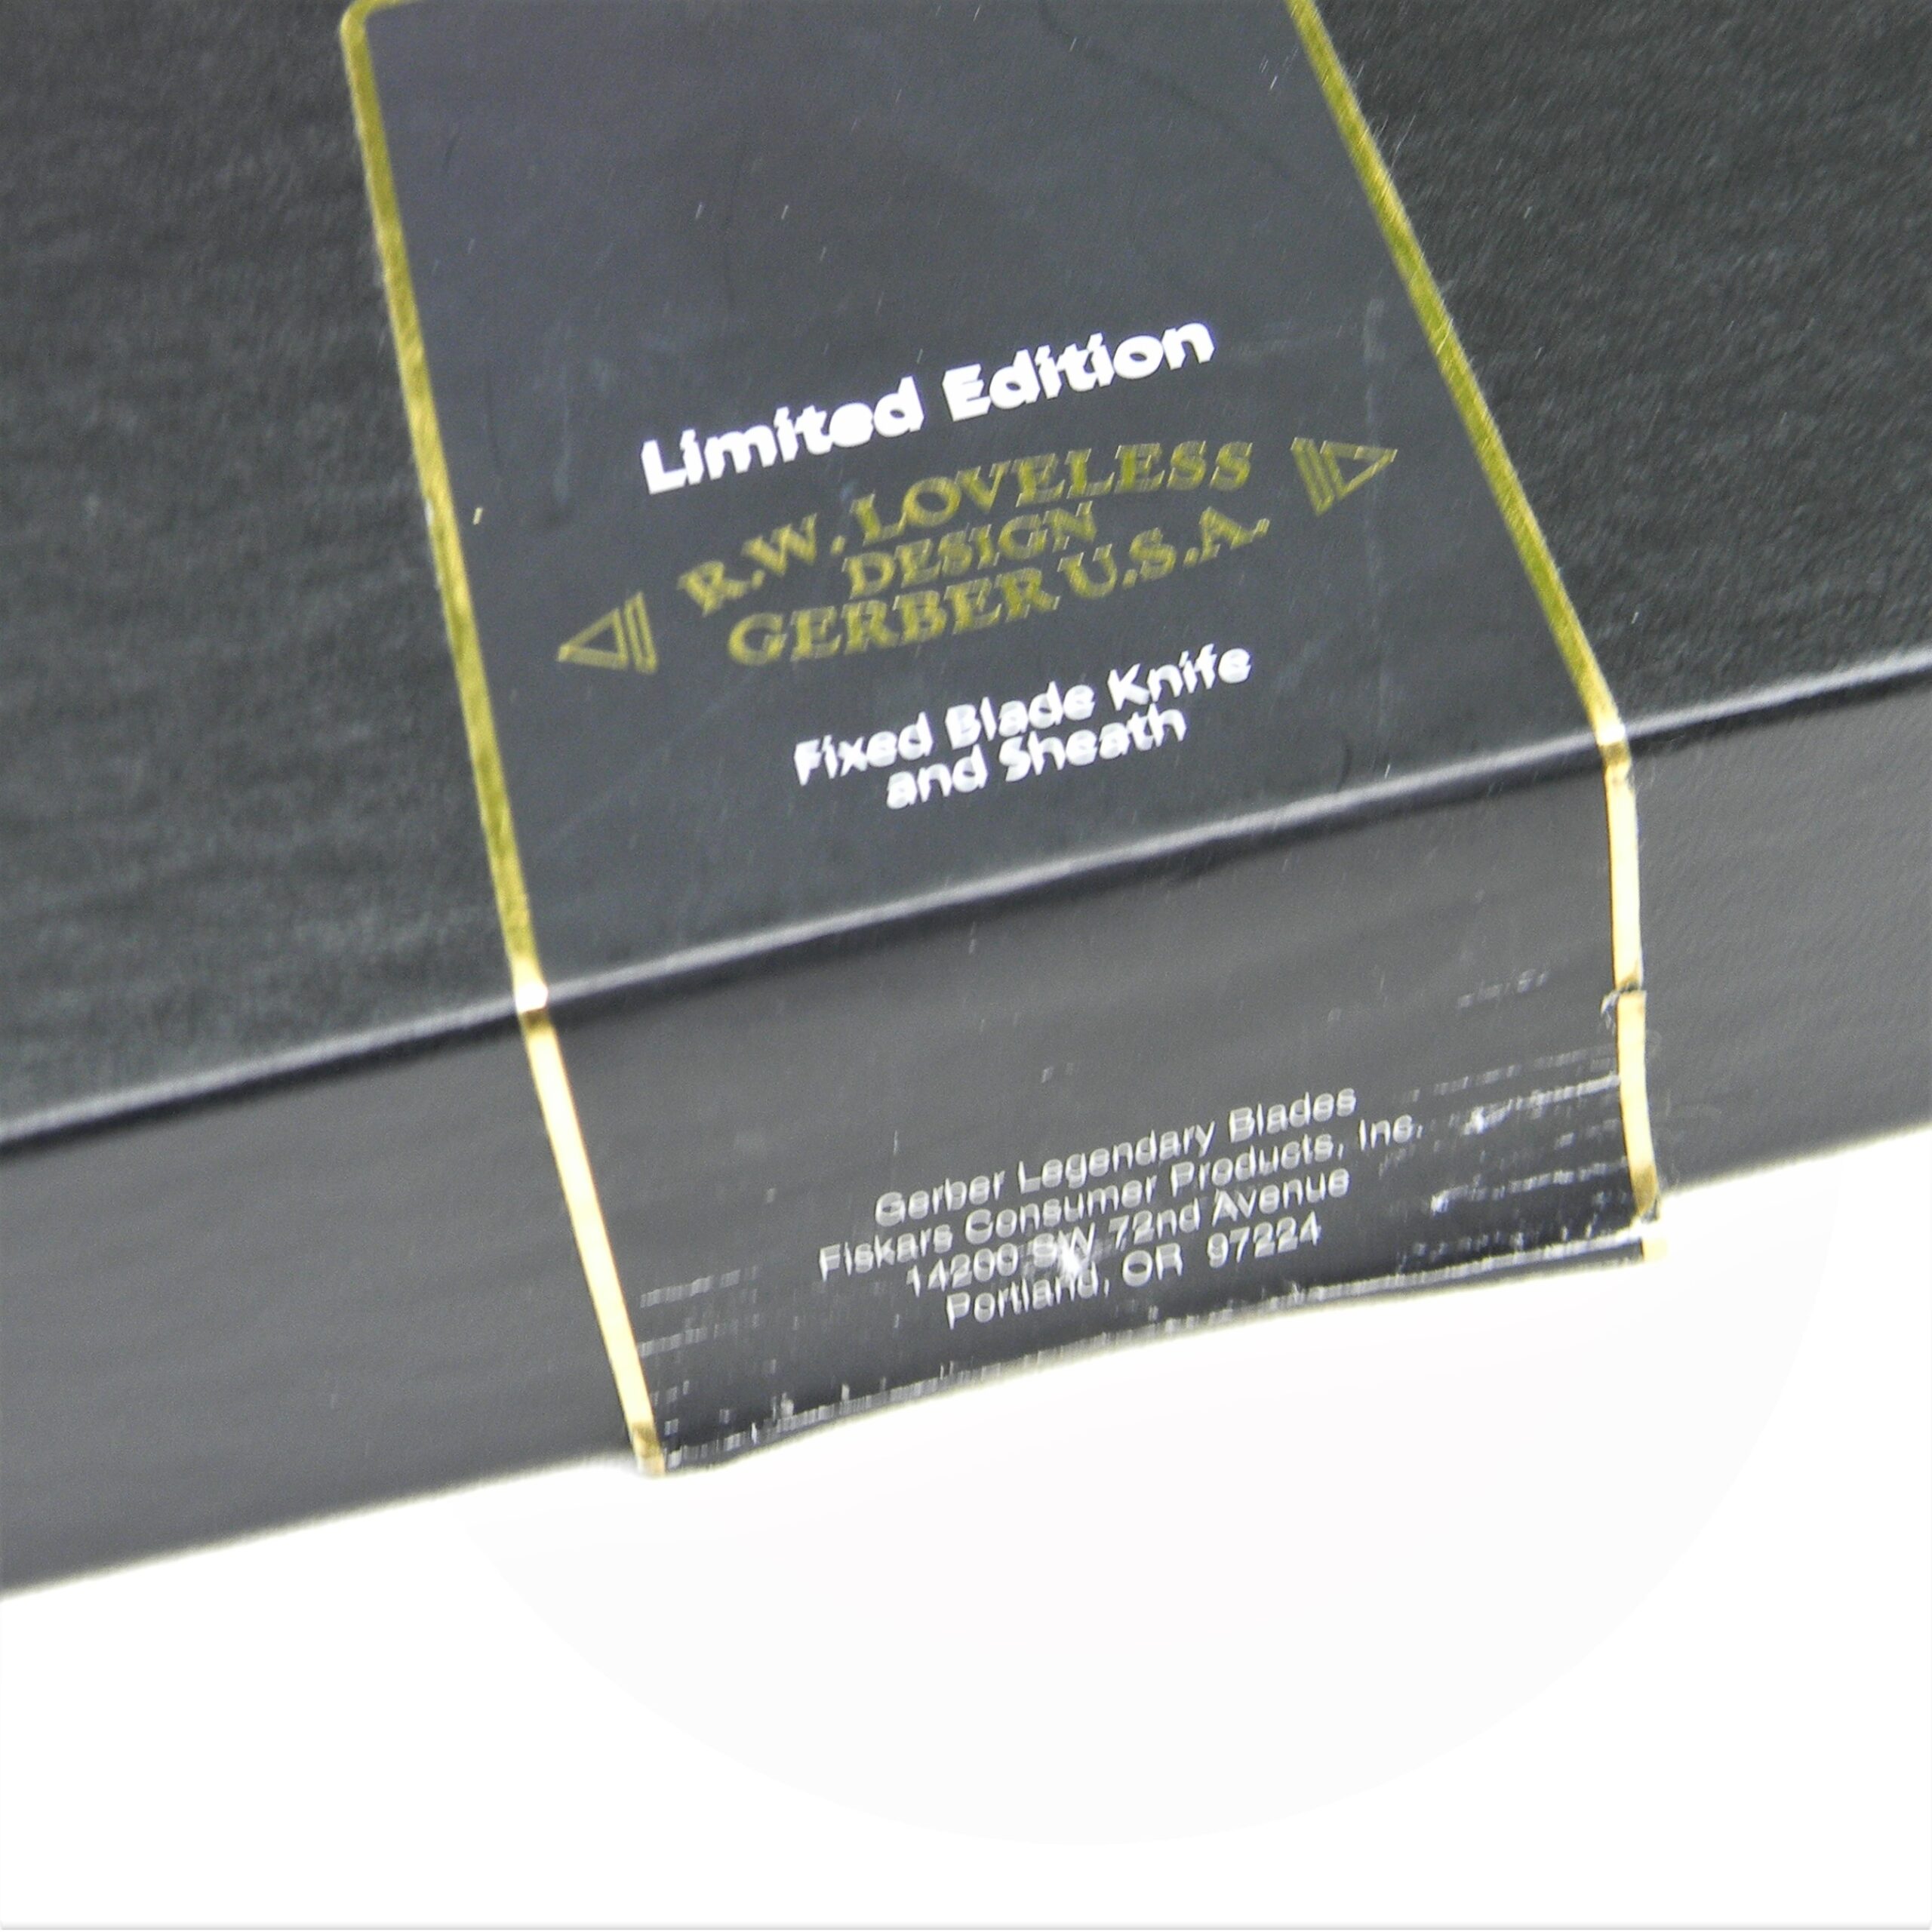 Limited Edition
R.W. LOVELESS
DESIGN
GERBER U.S.A.
Fixed Blade Knife
and Sheath
Gerber Legendary Blades
Fiskars Consumer Products, Inc.
14200 SW 72nd Avenue
Portland, OR 97224